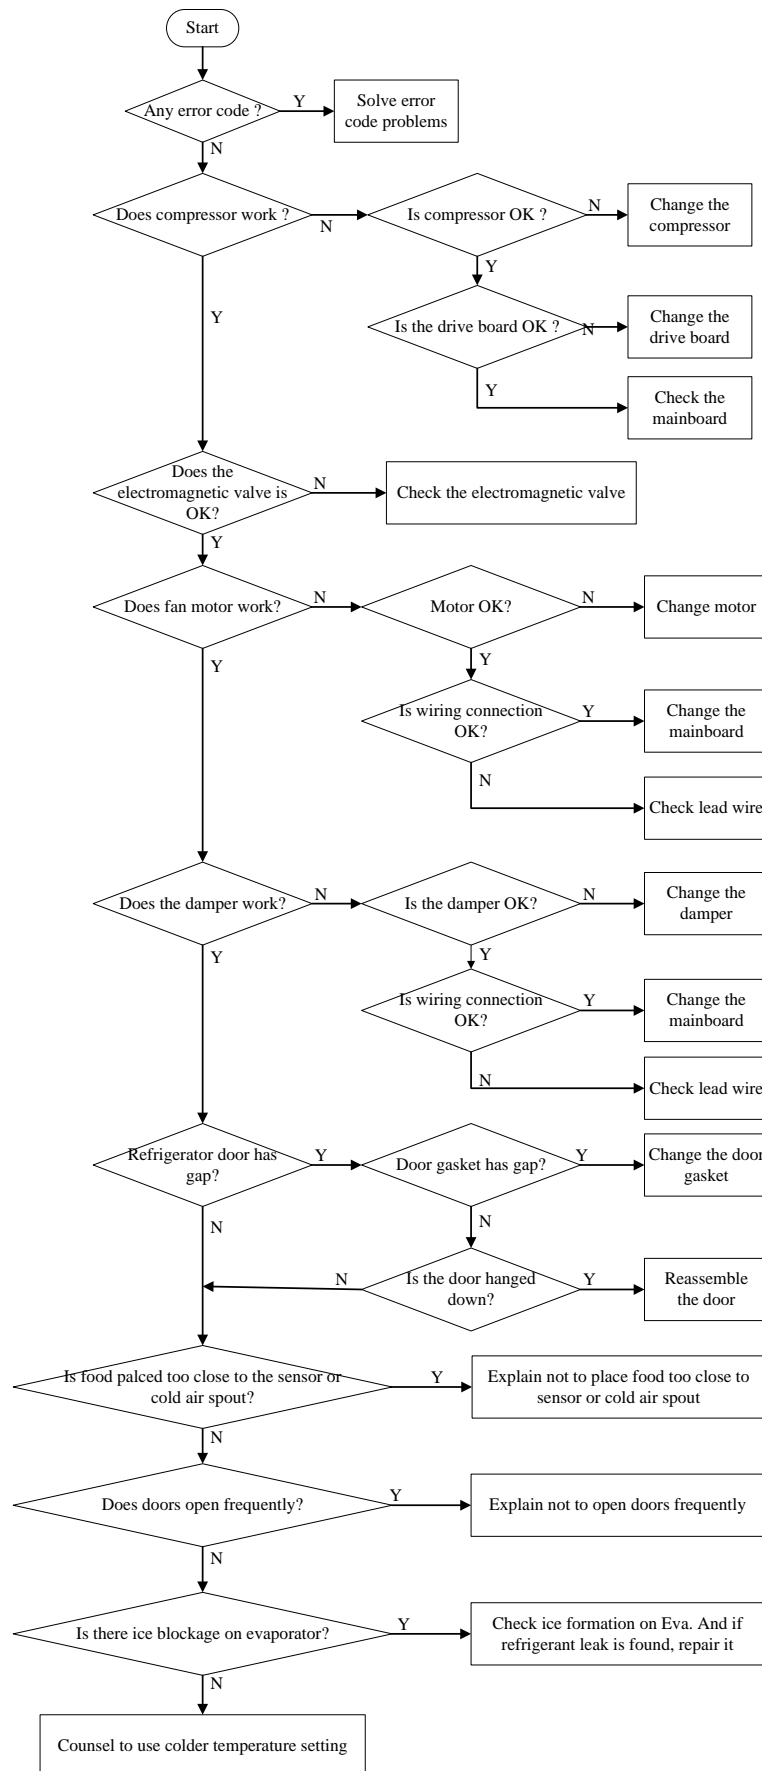 Start
Any error code ?
Y
Solve error
code problems
N
Does compressor work ?
N
Is compressor OK ?
N
Change the
compressor
Y
Y
Is the drive board OK ?
N
Change the
drive board
Y
Check the
mainboard
Does the
electromagnetic valve is
OK?
N
Check the electromagnetic valve
Y
Does fan motor work?
N
Motor OK?
N
Change motor
Y
Y
Is wiring connection
OK?
Y
Change the
mainboard
N
Check lead wire
Does the damper work?
N
Is the damper OK?
N
Change the
damper
Y
Y
Is wiring connection
OK?
Y
Change the
mainboard
N
Check lead wire
Refrigerator door has
gap?
Y
Door gasket has gap?
Y
Change the door
gasket
N
N
Is the door hanged
down?
N
Y
Reassemble
the door
Is food palced too close to the sensor or
cold air spout?
Y
Explain not to place food too close to
sensor or cold air spout
N
Does doors open frequently?
Y
Explain not to open doors frequently
N
Is there ice blockage on evaporator?
Y
Check ice formation on Eva. And if
refrigerant leak is found, repair it
N
Counsel to use colder temperature setting